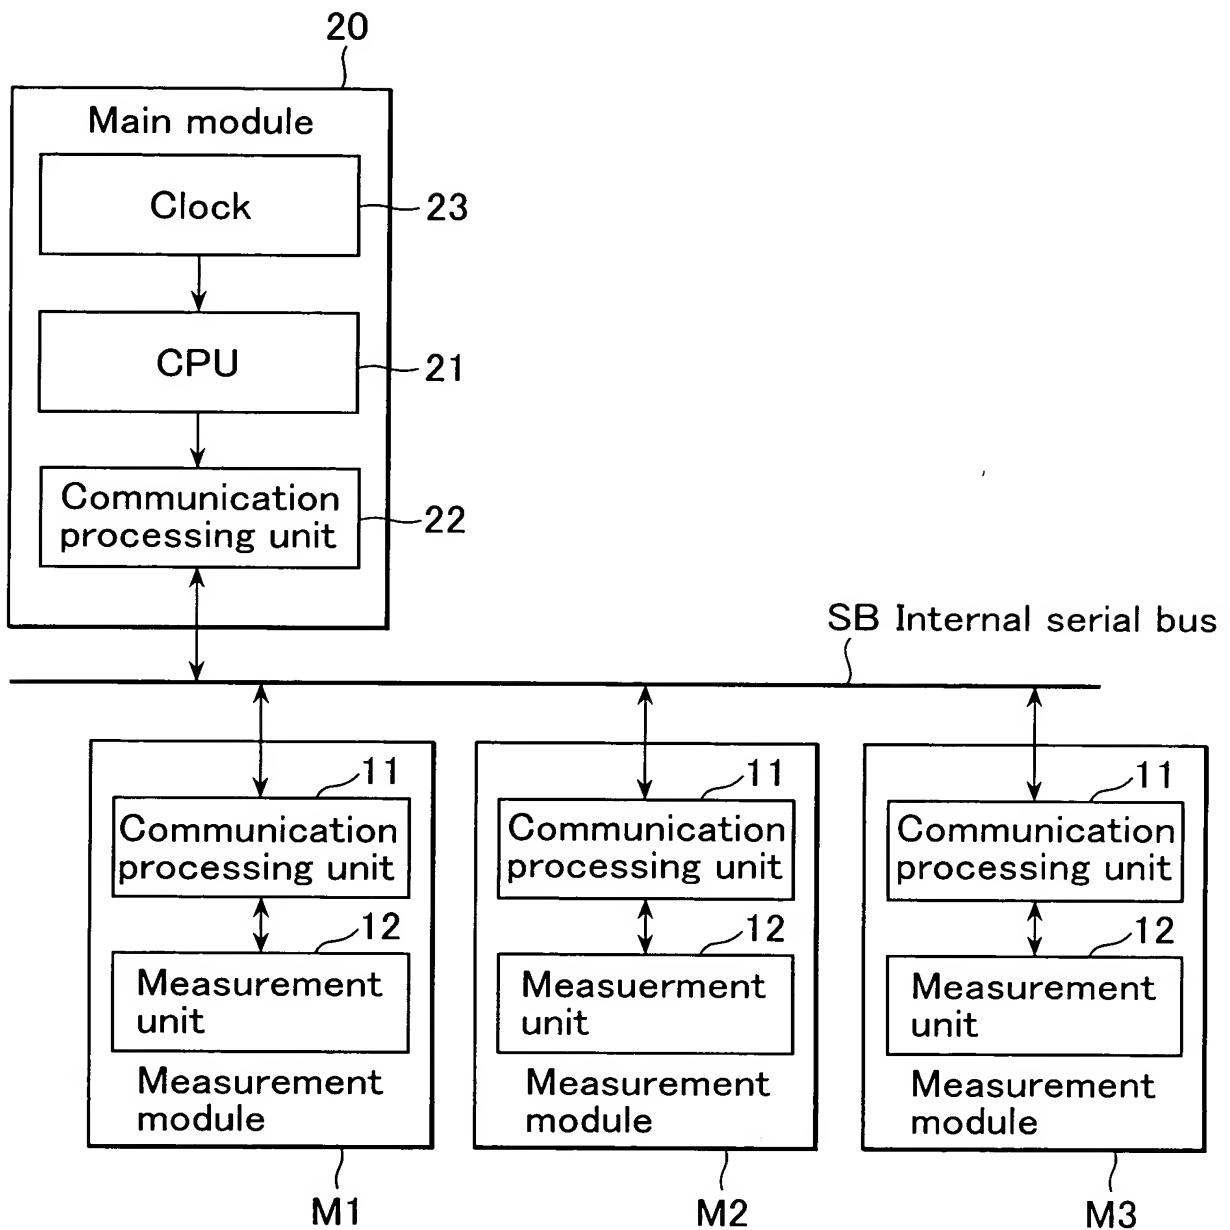 20
Main module
Clock
23
CPU
21
Communication
processing unit
22
SB Internal serial bus
11
Communication
processing unit
12
Measurement
unit
Measurement
module
M1
11
Communication
processing unit
12
Measuerment
unit
Measurement
module
M2
11
Communication
processing unit
12
Measurement
unit
Measurement
module
M3